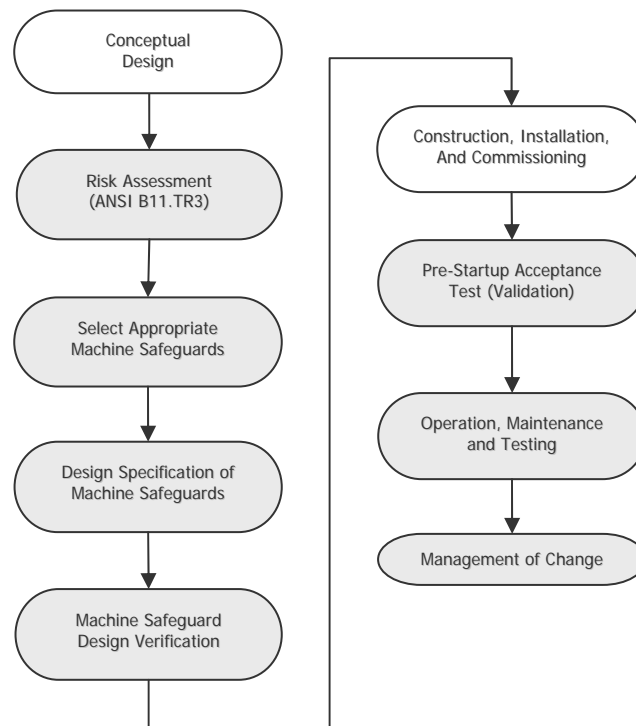 Conceptual
Design
Risk Assessment
(ANSI B11.TR3)
Select Appropriate
Machine Safeguards
Design Specification of
Machine Safeguards
Machine Safeguard
Design Verification
Construction, Installation,
And Commissioning
Pre-Startup Acceptance
Test (Validation)
Operation, Maintenance
and Testing
Management of Change